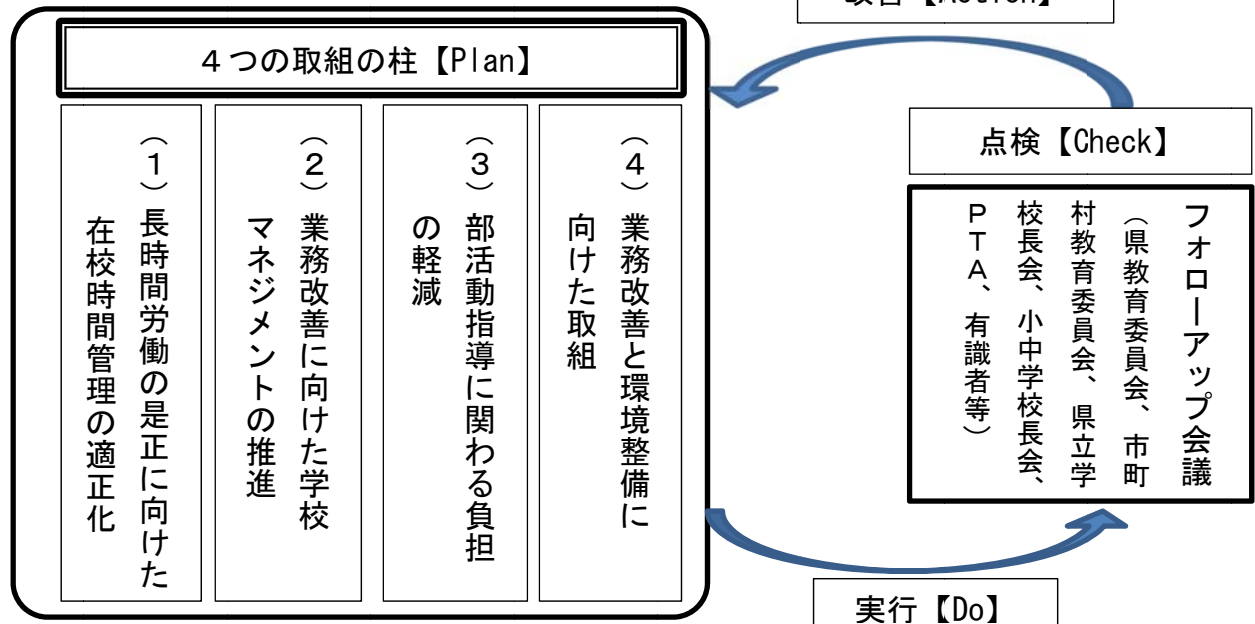 改善【Action】
4つの取組の柱【Plan】
(1)長時間労働の是正に向けた
在校時間管理の適正化
(2)業務改善に向けた学校
マネジメントの推進
(3)部活動指導に関わる負担
の軽減
(4)業務改善と環境整備に
向けた取組
点検【Check】
フォローアップ会議
(県教育委員会、市町
村教育委員会、県立学
校長会、小中学校長会、
PTA、有識者等)
実行【Do】